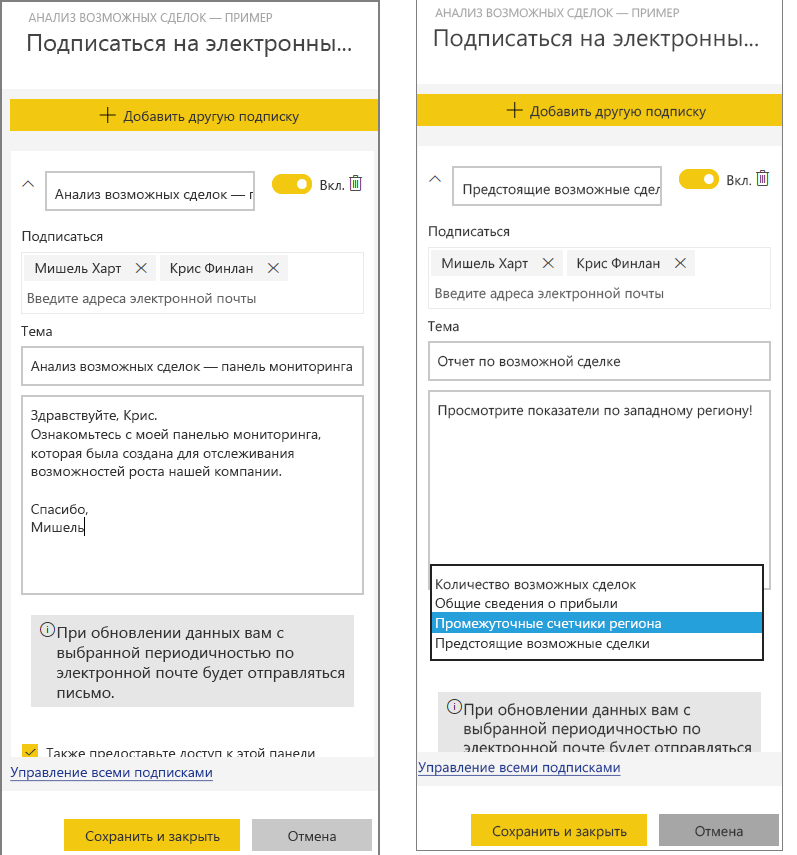 АНАЛИЗ ВОЗМОЖНЫХ СДЕЛОК — ПРИМЕР
Подписаться на электронны...
Добавить другую подписку
Анализ возможных сделок — г
Вкл.
Подписаться
Мишель Харт
Крис Финлан
Введите адреса электронной почты
Тема
Анализ возможных сделок — панель мониторинга
Здравствуйте, Крис.
Ознакомьтесь с моей панелью мониторинга,
которая была создана для отслеживания
возможностей роста нашей компании.
Спасибо,
Мишель
При обновлении данных вам с
выбранной периодичностью по
электронной почте будет отправляться
письмо.
Также предоставьте доступ к этой панели
Управление всеми подписками
Сохранить и закрыть
Отмена
АНАЛИЗ ВОЗМОЖНЫХ СДЕЛОК — ПРИМЕР
Подписаться на электронны...
Добавить другую подписку
Предстоящие возможные сдел
Вкл.
Подписаться
Мишель Харт
Крис Финлан
Введите адреса электронной почты
Тема
Отчет по возможной сделке
Просмотрите показатели по западному региону!
Количество возможных сделок
Общие сведения о прибыли
Промежуточные счетчики региона
Предстоящие возможные сделки
При обновлении данных вам с
выбранной периодичностью по
электронной почте будет отправляться
Управление всеми подписками
Сохранить и закрыть
Отмена